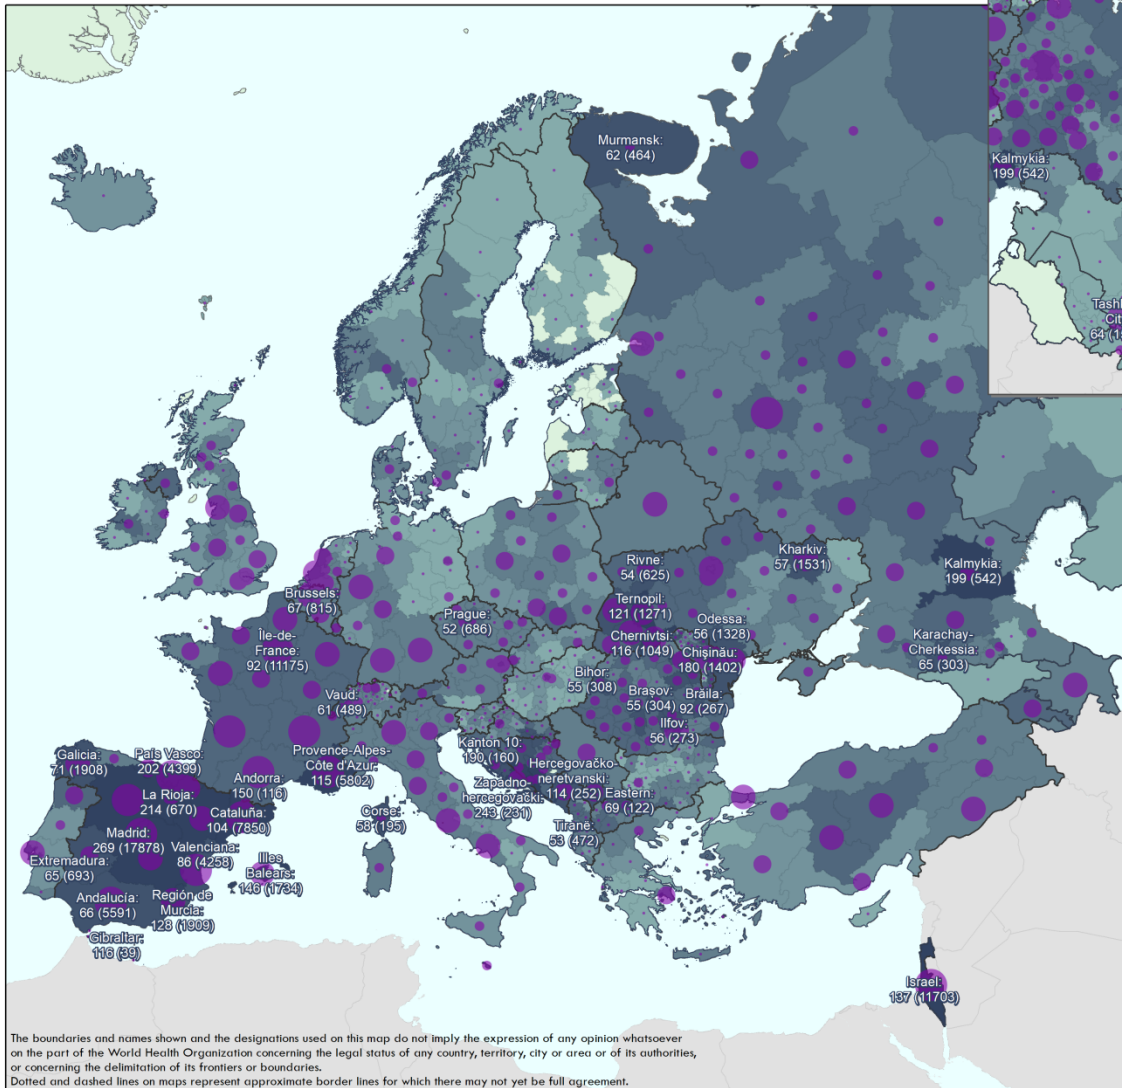 Murmansk:
62 (464)
Kalmykia:
199 (542)
Tash
Cit
64 (1
Kharkiv:
57 (1531)
Rivne:
54 (625)
Kalmykia:
199 (542)
Brussels:
67 (815)
Ternopil:
121 (1271)
Prague:
52 (686)
Odessa:
56 (1328)
Île-de-
France:
92 (11175)
Chernivtsi:
116 (1049)
Chișinău:
180 (1402)
Karachay-
Cherkessia:
65 (303)
Bihor:
55 (308)
Vaud:
61 (489)
Brașov:
55 (304)
Brăila:
92 (267)
Ilfov:
56 (273)
Galicia:
71 (1908)
País Vasco:
202 (4399)
Provence-Alpes-
Côte d'Azur:
115 (5802)
Kanton 10:
190 (160)
Hercegovačko-
neretvanski:
114 (252)
Andorra:
150 (116)
Zapadno-
hercegovački:
243 (231)
Eastern:
69 (122)
La Rioja:
214 (670)
Cataluña:
104 (7850)
Corse:
58 (195)
Tiranë:
53 (472)
Madrid:
269 (17878)
Valenciana:
86 (4258)
Extremadura:
65 (693)
Illes
Balears:
146 (1734)
Andalucía:
66 (5591)
Región de
Murcia:
128 (1909)
Gibraltar:
116 (39)
Israel:
137 (11703)
The boundaries and names shown and the designations used on this map do not imply the expression of any opinion whatsoever
on the part of the World Health Organization concerning the legal status of any country, territory, city or area or of its authorities,
or concerning the delimitation of its frontiers or boundaries.
Dotted and dashed lines on maps represent approximate border lines for which there may not yet be full agreement.